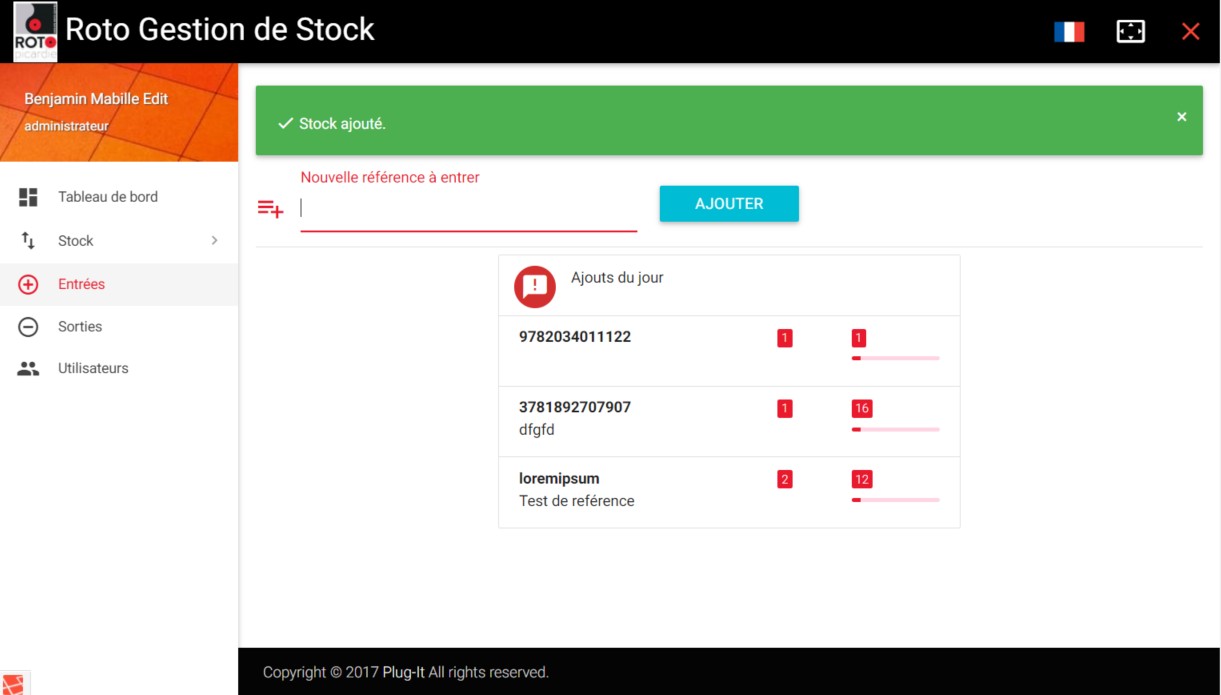 ROTO
picardie
Roto Gestion de Stock
Benjamin Mabille Edit
administrateur
Tableau de bord
Stock
Entrées
Sorties
Utilisateurs
Stock ajouté.
×
Nouvelle référence à entrer
AJOUTER
Ajouts du jour
9782034011122 1 1
3781892707907 1 16
dfgfd
loremipsum 2 12
Test de reférence
Copyright © 2017 Plug-It All rights reserved.